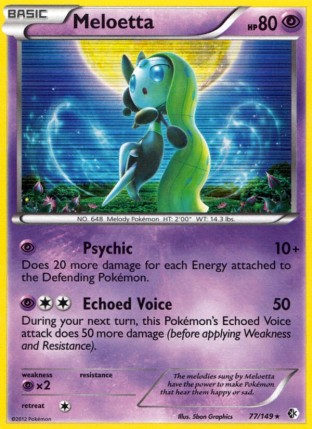 BASIC
Meloetta HP80
NO. 648 Melody Pokémon HT: 2'00" WT: 14.3 lbs.
Psychic 10+
Does 20 more damage for each Energy attached to
the Defending Pokémon.
Echoed Voice 50
During your next turn, this Pokémon's Echoed Voice
attack does 50 more damage (before applying Weakness
and Resistance).
weakness resistance
×2
The melodies sung by Meloetta
have the power to make Pokémon
that hear them happy or sad.
retreat
©2012 Pokémon Illus. 5ban Graphics 77/149 ★